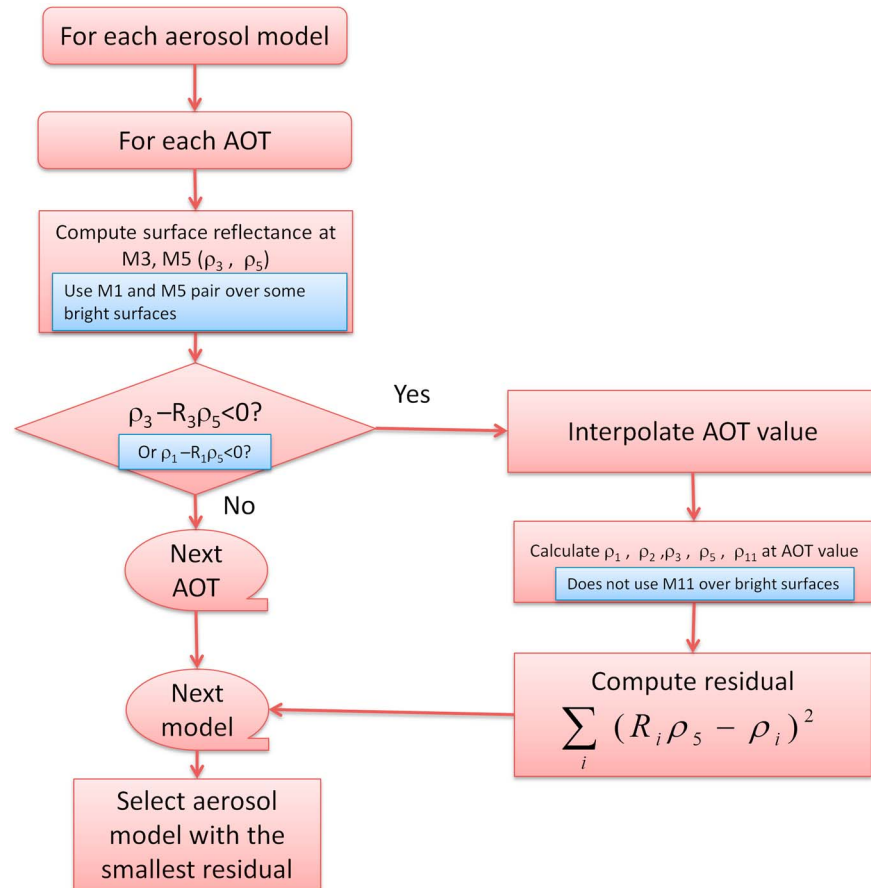 For each aerosol model
For each AOT
Compute surface reflectance at
M3, M5 (ρ₃ , ρ₅)
Use M1 and M5 pair over some
bright surfaces
ρ₃ –R₃ρ₅<0?
Or ρ₁ –R₁ρ₅<0?
Yes
No
Next
AOT
Next
model
Select aerosol
model with the
smallest residual
Interpolate AOT value
Calculate ρ₁ , ρ₂ ,ρ₃ , ρ₅ , ρ₁₁ at AOT value
Does not use M11 over bright surfaces
Compute residual
∑ᵢ (Rᵢρ₅ − ρᵢ)²